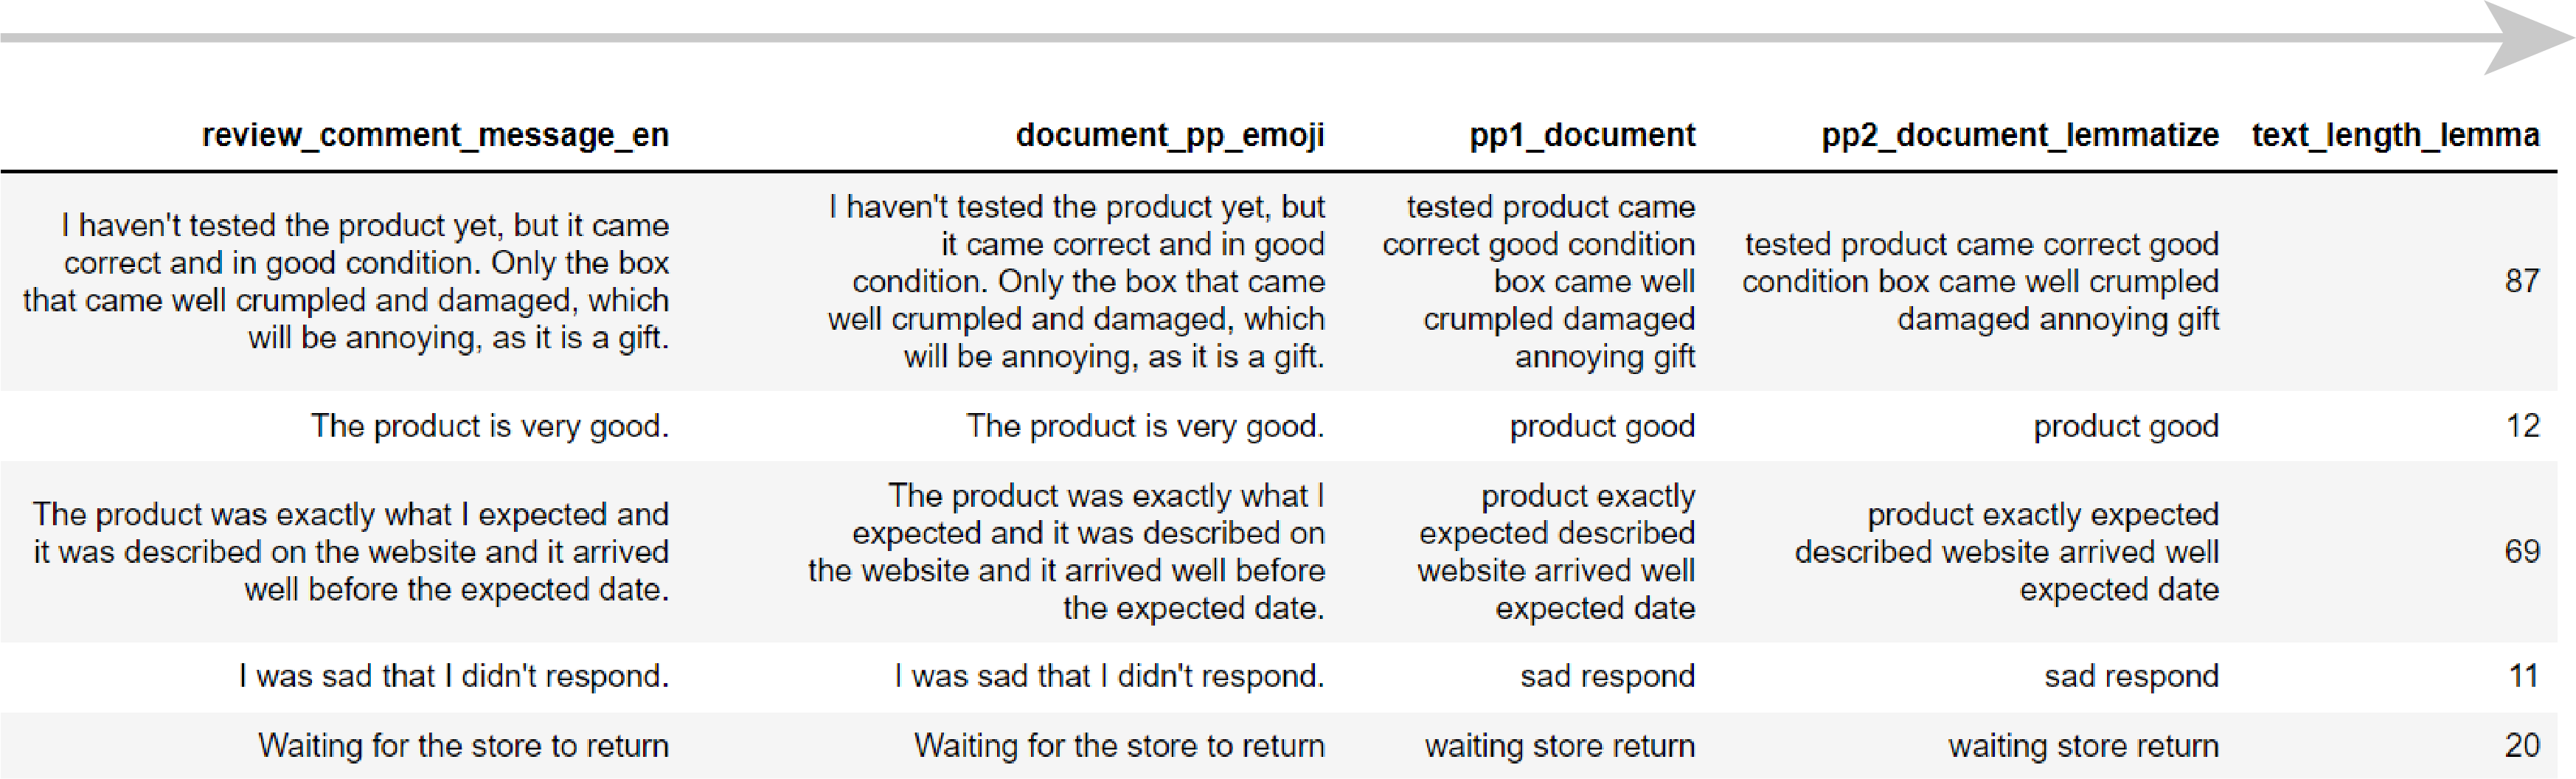 review_comment_message_en document_pp_emoji pp1_document pp2_document_lemmatize text_length_lemma
I haven't tested the product yet, but it came
correct and in good condition. Only the box
that came well crumpled and damaged, which
will be annoying, as it is a gift.
I haven't tested the product yet, but
it came correct and in good
condition. Only the box that came
well crumpled and damaged, which
will be annoying, as it is a gift.
tested product came
correct good condition
box came well
crumpled damaged
annoying gift
tested product came correct good
condition box came well crumpled
damaged annoying gift
87
The product is very good.
The product is very good.
product good
product good
12
The product was exactly what I expected and
it was described on the website and it arrived
well before the expected date.
The product was exactly what I
expected and it was described on
the website and it arrived well before
the expected date.
product exactly
expected described
website arrived well
expected date
product exactly expected
described website arrived well
expected date
69
I was sad that I didn't respond.
I was sad that I didn't respond.
sad respond
sad respond
11
Waiting for the store to return
Waiting for the store to return
waiting store return
waiting store return
20